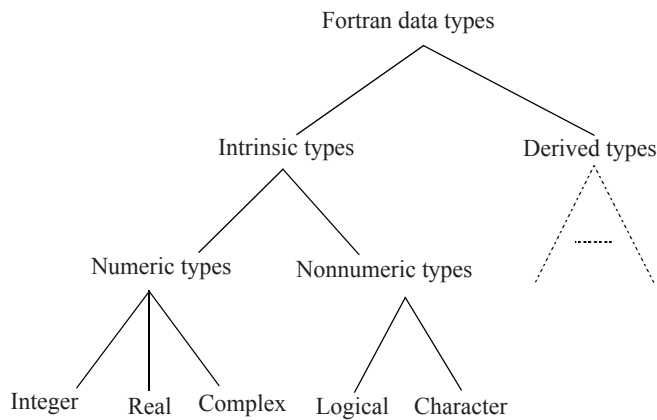 Fortran data types
Intrinsic types
Derived types
Numeric types
Nonnumeric types
Integer
Real
Complex
Logical
Character